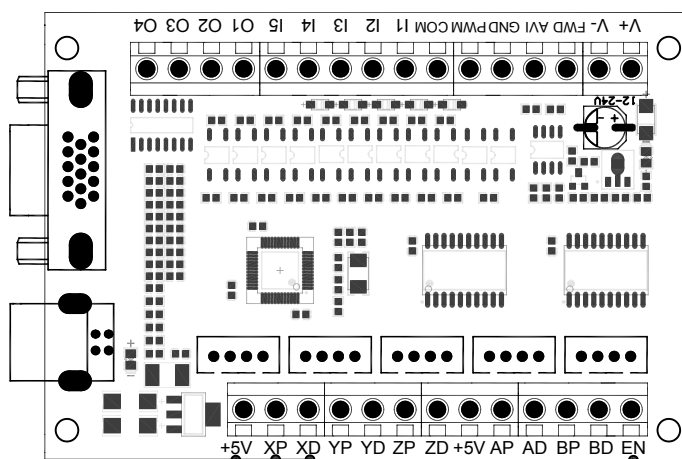 O4 O3 O2 O1 I5 I4 I3 I2 I1 COM PWM GND AVI FWD V- V+
12-24V
+5V XP XD YP YD ZP ZD +5V AP AD BP BD EN